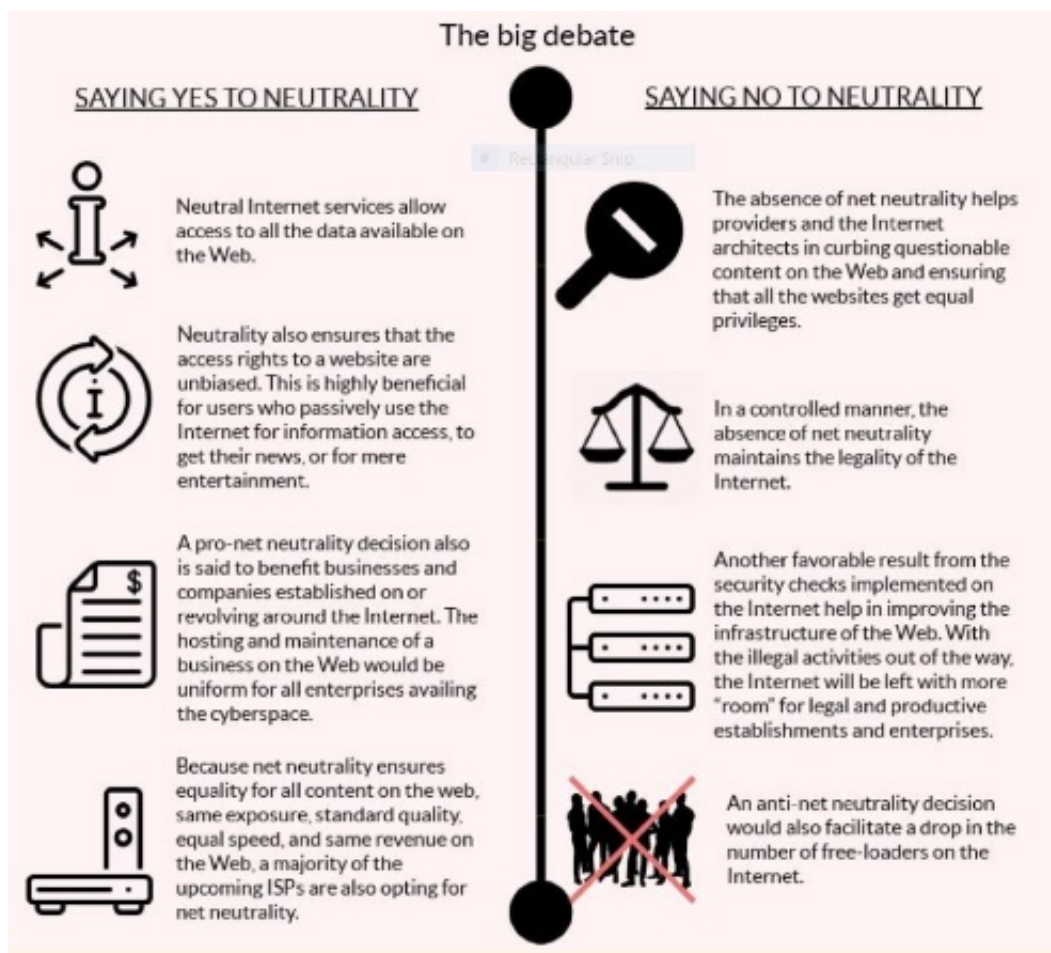 The big debate
SAYING YES TO NEUTRALITY
Neutral Internet services allow
access to all the data available on
the Web.
Neutrality also ensures that the
access rights to a website are
unbiased. This is highly beneficial
for users who passively use the
Internet for information access, to
get their news, or for mere
entertainment.
A pro-net neutrality decision also
is said to benefit businesses and
companies established on or
revolving around the Internet. The
hosting and maintenance of a
business on the Web would be
uniform for all enterprises availing
the cyberspace.
$
Because net neutrality ensures
equality for all content on the web,
same exposure, standard quality,
equal speed, and same revenue on
the Web, a majority of the
upcoming ISPs are also opting for
net neutrality.
SAYING NO TO NEUTRALITY
Rectangular Snip
The absence of net neutrality helps
providers and the Internet
architects in curbing questionable
content on the Web and ensuring
that all the websites get equal
privileges.
In a controlled manner, the
absence of net neutrality
maintains the legality of the
Internet.
Another favorable result from the
security checks implemented on
the Internet help in improving the
infrastructure of the Web. With
the illegal activities out of the way,
the Internet will be left with more
"room" for legal and productive
establishments and enterprises.
An anti-net neutrality decision
would also facilitate a drop in the
number of free-loaders on the
Internet.